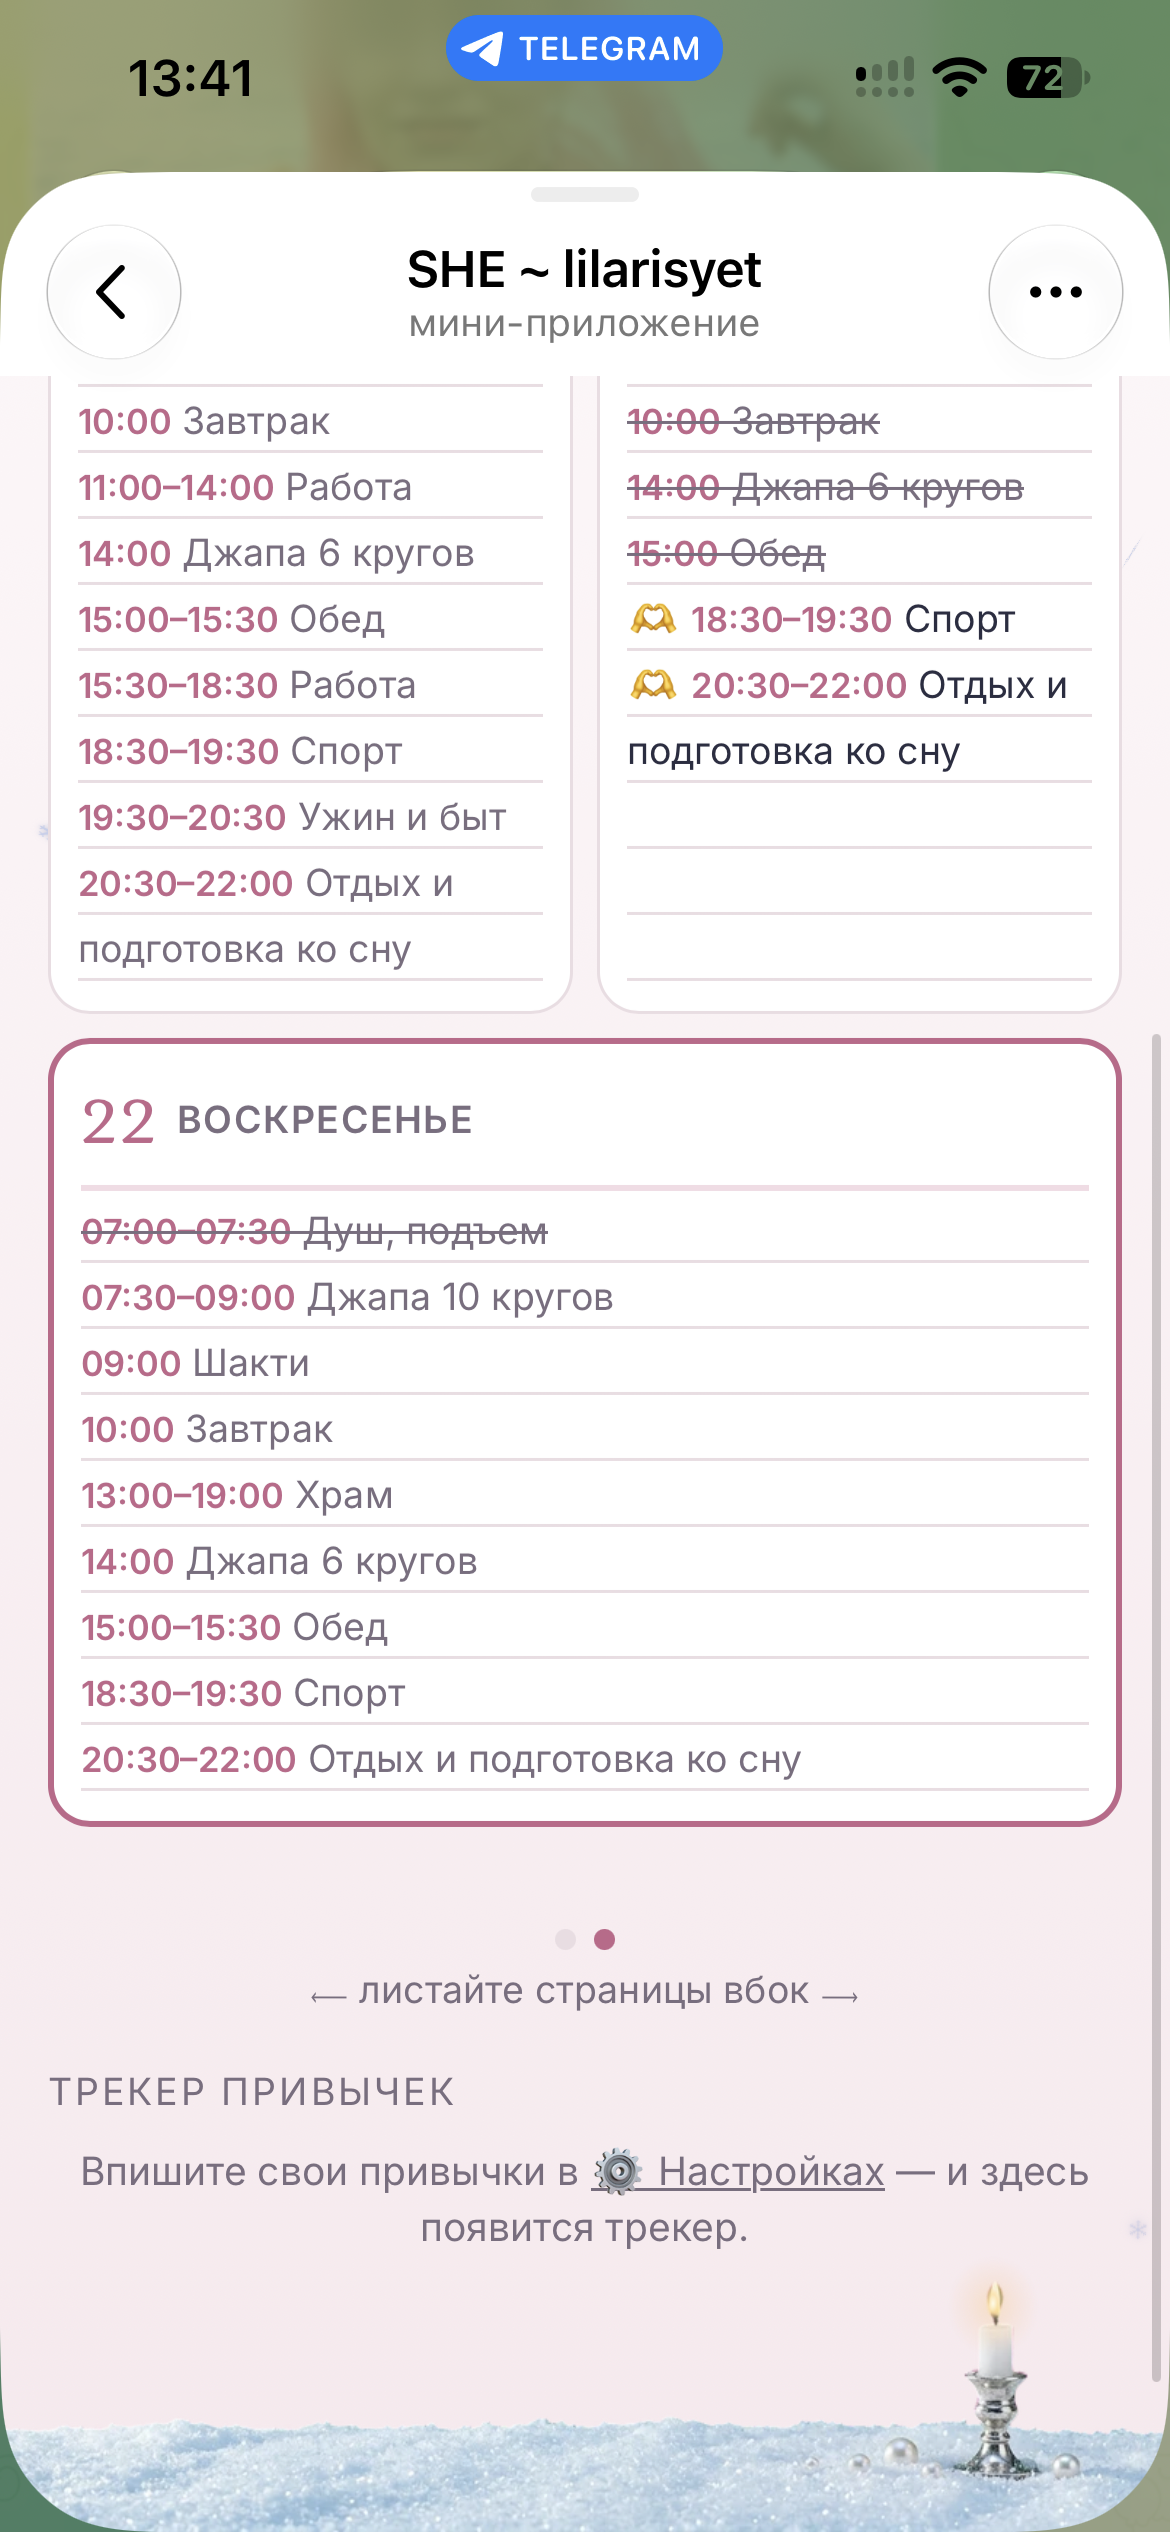 13:41
TELEGRAM
72
SHE ~ lilarisyet
мини-приложение
10:00 Завтрак
11:00–14:00 Работа
14:00 Джапа 6 кругов
15:00–15:30 Обед
15:30–18:30 Работа
18:30–19:30 Спорт
19:30–20:30 Ужин и быт
20:30–22:00 Отдых и
подготовка ко сну
10:00 Завтрак
14:00 Джапа 6 кругов
15:00 Обед
🫶 18:30–19:30 Спорт
🫶 20:30–22:00 Отдых и
подготовка ко сну
22 ВОСКРЕСЕНЬЕ
07:00–07:30 Душ, подъем
07:30–09:00 Джапа 10 кругов
09:00 Шакти
10:00 Завтрак
13:00–19:00 Храм
14:00 Джапа 6 кругов
15:00–15:30 Обед
18:30–19:30 Спорт
20:30–22:00 Отдых и подготовка ко сну
← листайте страницы вбок →
ТРЕКЕР ПРИВЫЧЕК
Впишите свои привычки в ⚙️ Настройках — и здесь
появится трекер.